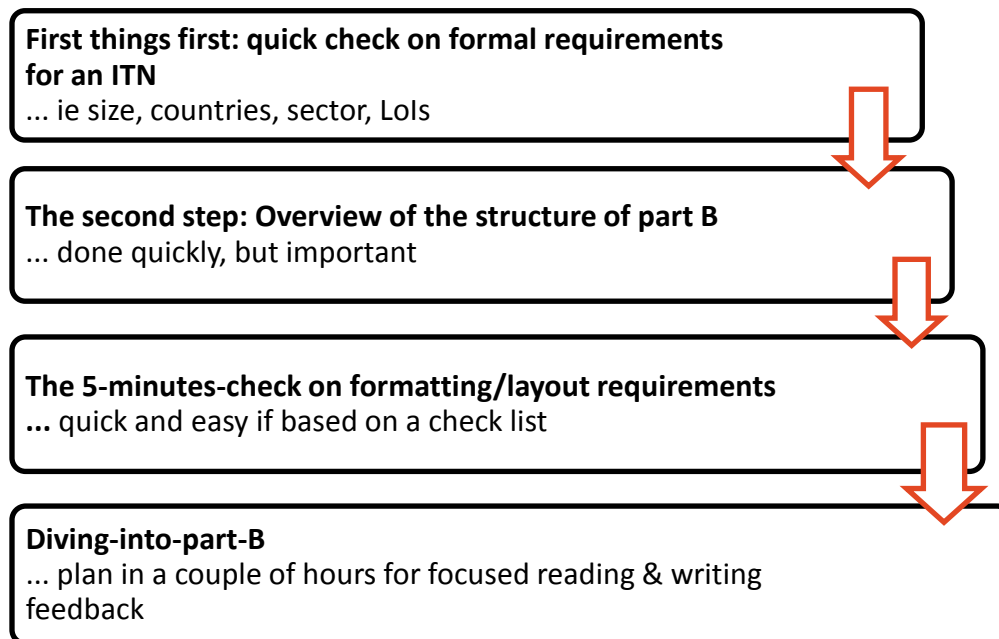 First things first: quick check on formal requirements
for an ITN
... ie size, countries, sector, LoIs
The second step: Overview of the structure of part B
... done quickly, but important
The 5-minutes-check on formatting/layout requirements
... quick and easy if based on a check list
Diving-into-part-B
... plan in a couple of hours for focused reading & writing
feedback